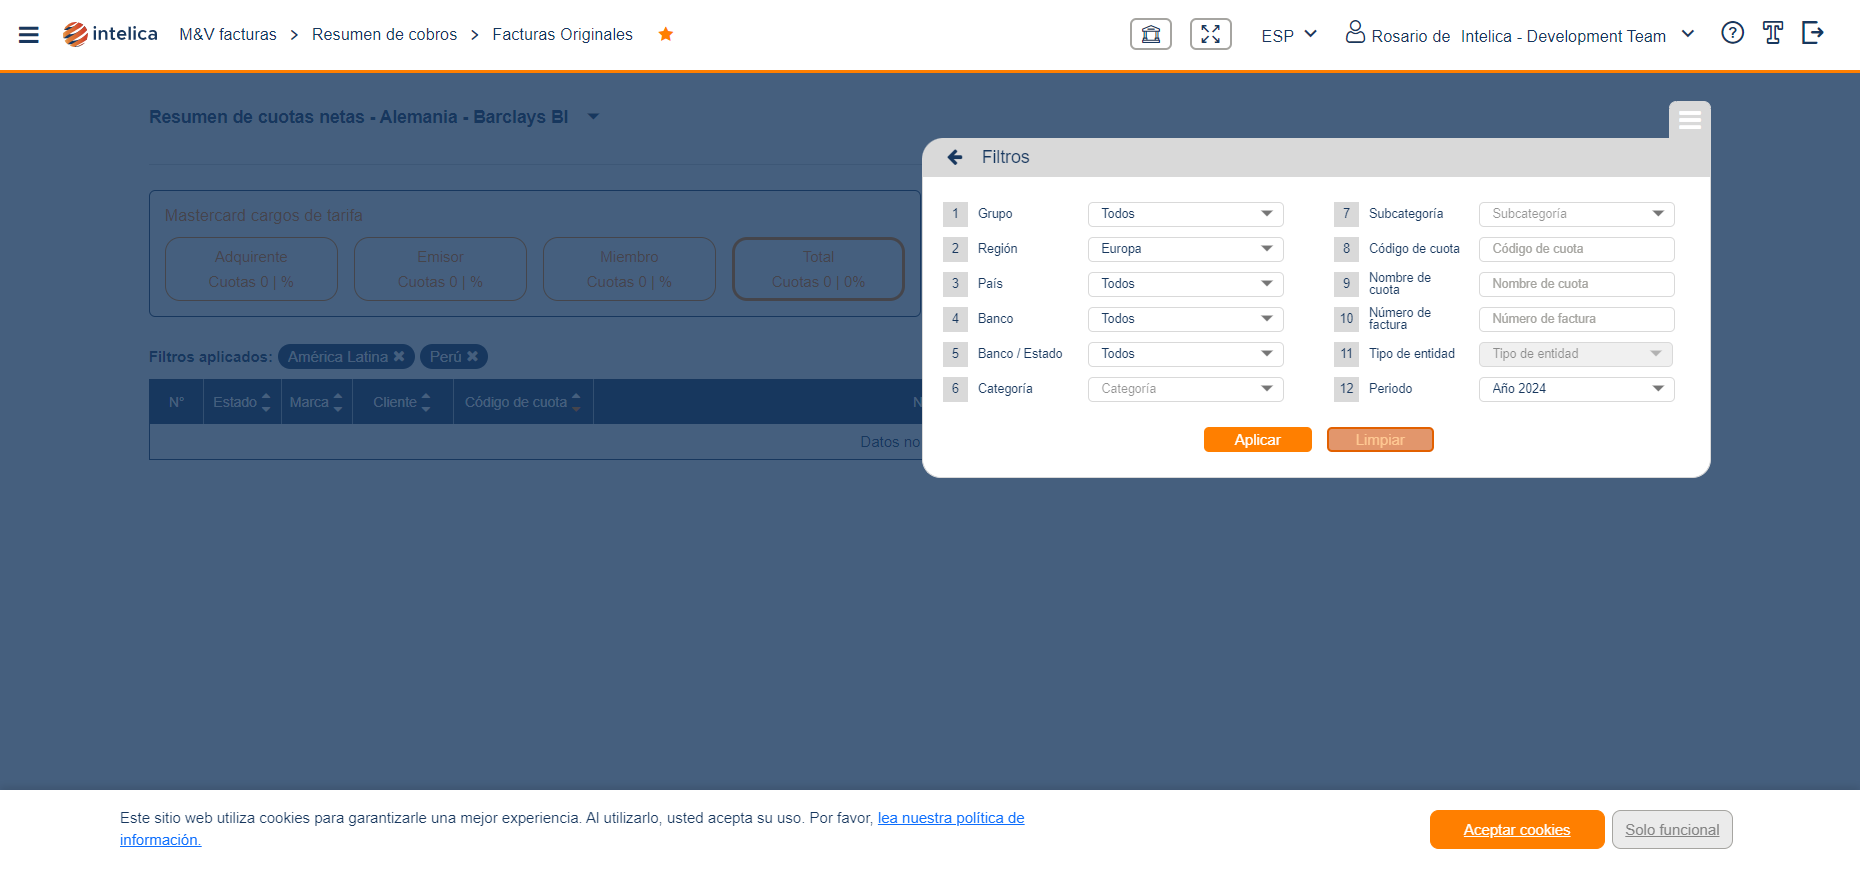 intelica M&V facturas > Resumen de cobros > Facturas Originales ESP Rosario de Intelica - Development Team
Resumen de cuotas netas - Alemania - Barclays BI
Mastercard cargos de tarifa
Adquirente
Cuotas 0 | %
Emisor
Cuotas 0 | %
Miembro
Cuotas 0 | %
Total
Cuotas 0 | 0%
Filtros aplicados: América Latina ✖ Perú ✖
N° Estado Marca Cliente Código de cuota N
Datos no
Filtros
1 Grupo Todos
2 Región Europa
3 País Todos
4 Banco Todos
5 Banco / Estado Todos
6 Categoría Categoría
7 Subcategoría Subcategoría
8 Código de cuota Código de cuota
9 Nombre de cuota Nombre de cuota
10 Número de factura Número de factura
11 Tipo de entidad Tipo de entidad
12 Periodo Año 2024
Aplicar Limpiar
Este sitio web utiliza cookies para garantizarle una mejor experiencia. Al utilizarlo, usted acepta su uso. Por favor, lea nuestra política de
información.
Aceptar cookies Solo funcional